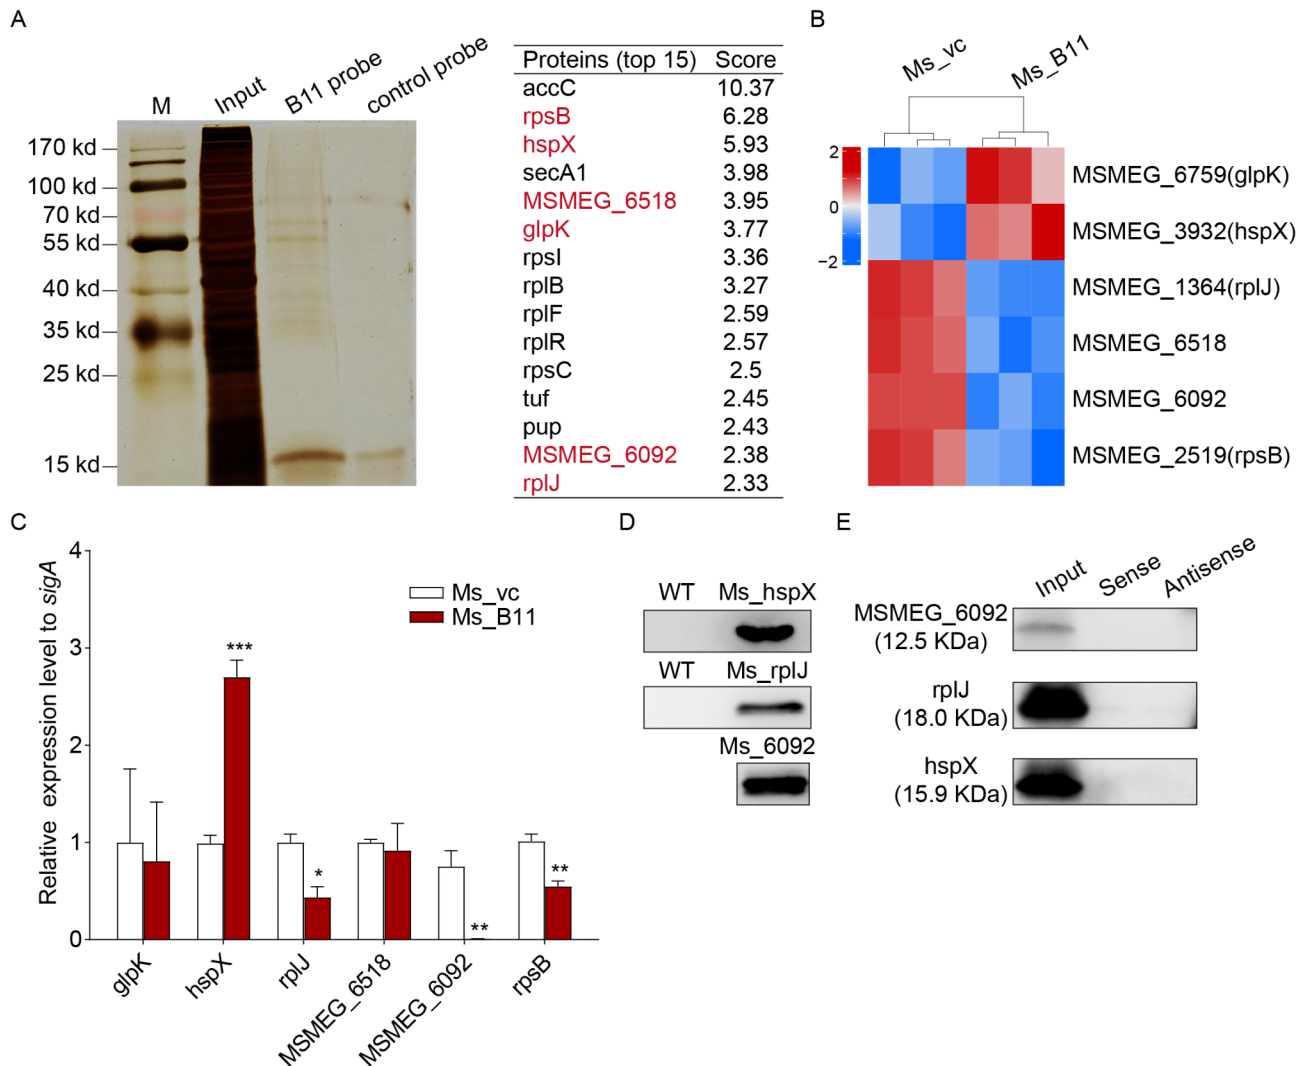 A
M
Input
B11 probe
control probe
170 kd
100 kd
70 kd
55 kd
40 kd
35 kd
25 kd
15 kd
Proteins (top 15) Score
accC 10.37
rpsB 6.28
hspX 5.93
secA1 3.98
MSMEG_6518 3.95
glpK 3.77
rpsI 3.36
rplB 3.27
rplF 2.59
rplR 2.57
rpsC 2.5
tuf 2.45
pup 2.43
MSMEG_6092 2.38
rplJ 2.33
B
Ms_vc
Ms_B11
2
0
−2
MSMEG_6759(glpK)
MSMEG_3932(hspX)
MSMEG_1364(rplJ)
MSMEG_6518
MSMEG_6092
MSMEG_2519(rpsB)
C
Relative expression level to sigA
4
3
2
1
0
Ms_vc
Ms_B11
***
*
**
**
glpK
hspX
rplJ
MSMEG_6518
MSMEG_6092
rpsB
D
WT Ms_hspX
WT Ms_rplJ
Ms_6092
E
Input
Sense
Antisense
MSMEG_6092
(12.5 KDa)
rplJ
(18.0 KDa)
hspX
(15.9 KDa)